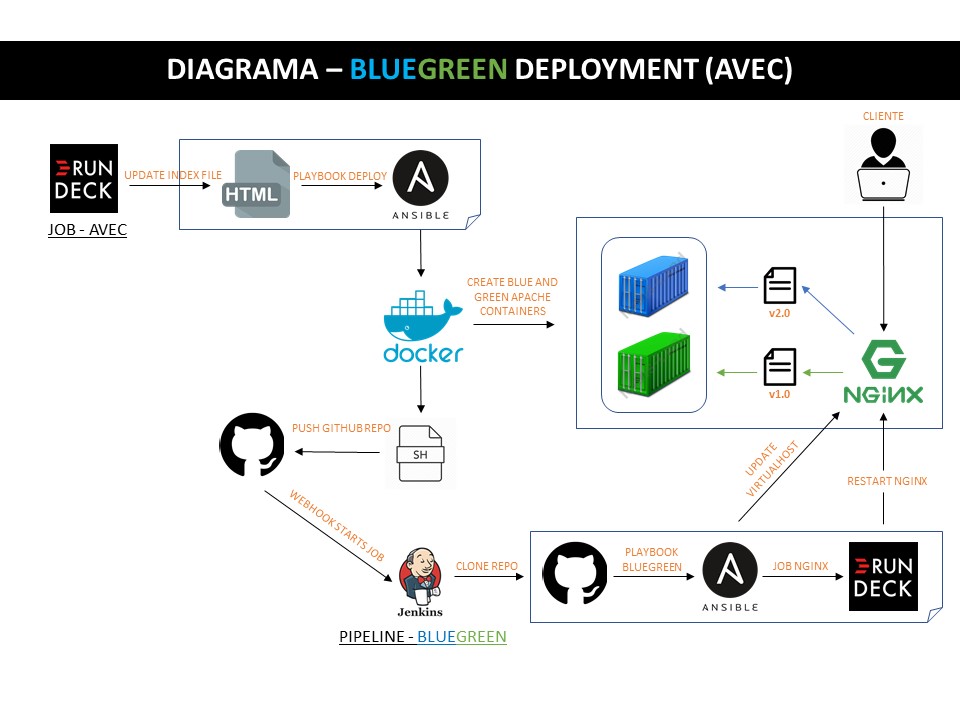 DIAGRAMA – BLUEGREEN DEPLOYMENT (AVEC)
CLIENTE
RUN
DECK
JOB - AVEC
UPDATE INDEX FILE
HTML
PLAYBOOK DEPLOY
ANSIBLE
docker
CREATE BLUE AND
GREEN APACHE
CONTAINERS
v2.0
v1.0
NGINX
PUSH GITHUB REPO
SH
WEBHOOK STARTS JOB
UPDATE
VIRTUALHOST
RESTART NGINX
Jenkins
PIPELINE - BLUEGREEN
CLONE REPO
PLAYBOOK
BLUEGREEN
ANSIBLE
JOB NGINX
RUN
DECK